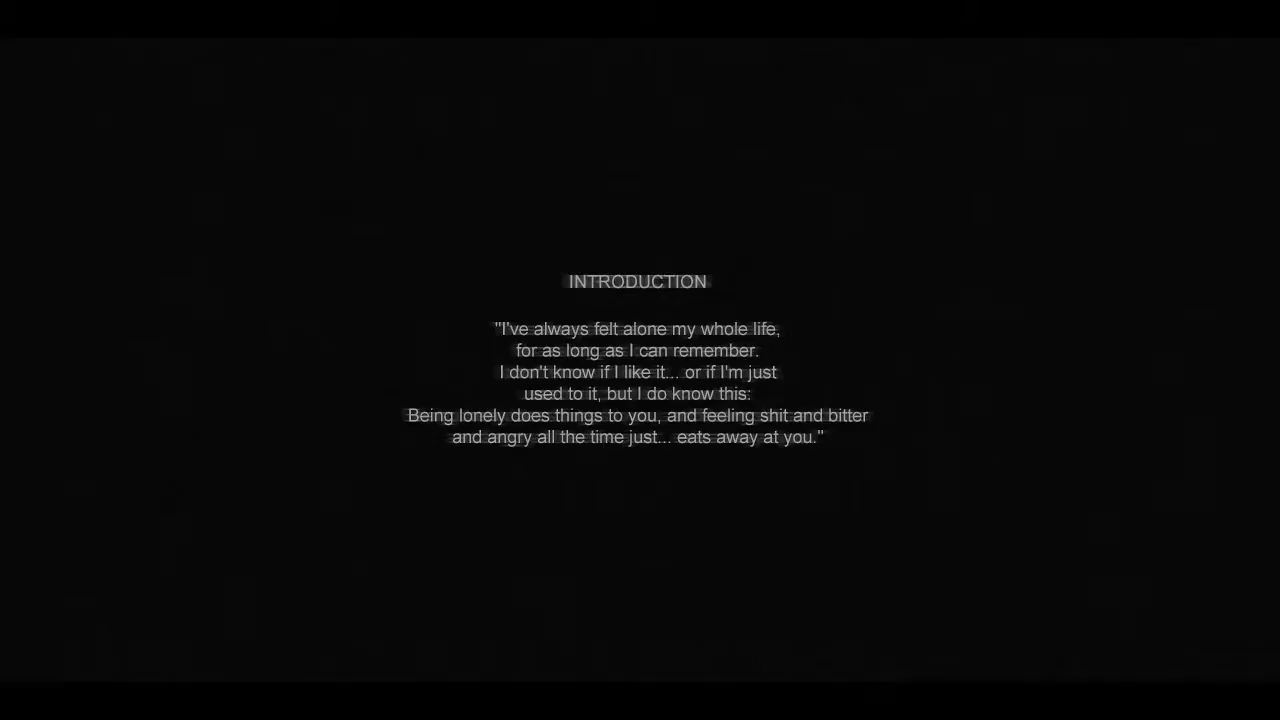 INTRODUCTION
"I've always felt alone my whole life,
for as long as I can remember.
I don't know if I like it... or if I'm just
used to it, but I do know this:
Being lonely does things to you, and feeling shit and bitter
and angry all the time just... eats away at you."